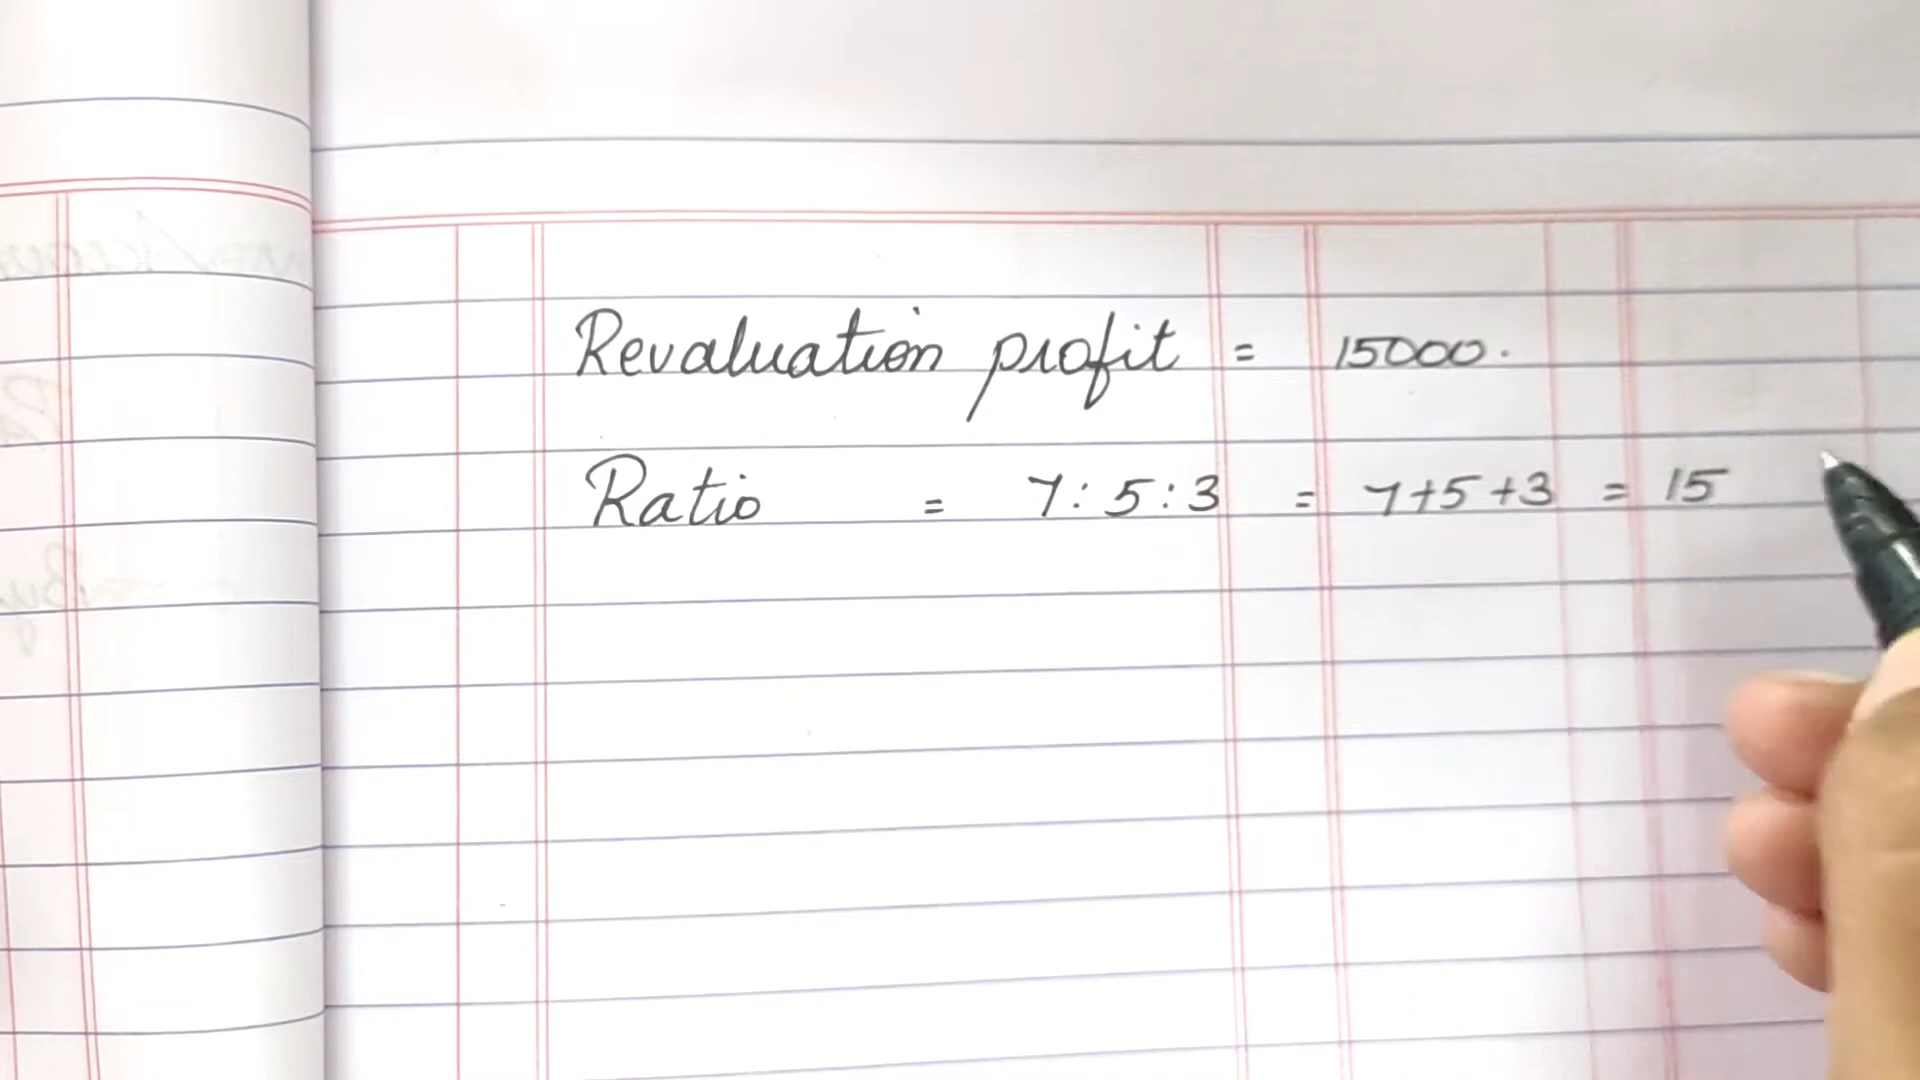 Revaluation profit = 15000.
Ratio = 7:5:3 = 7+5+3 = 15